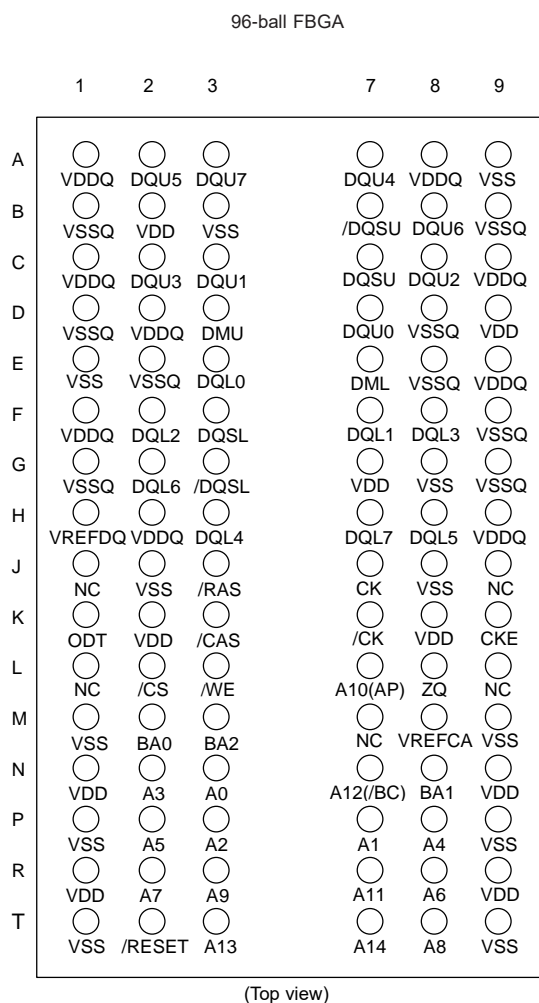 96-ball FBGA
1 2 3 7 8 9
A
VDDQ DQU5 DQU7 DQU4 VDDQ VSS
B
VSSQ VDD VSS /DQSU DQU6 VSSQ
C
VDDQ DQU3 DQU1 DQSU DQU2 VDDQ
D
VSSQ VDDQ DMU DQU0 VSSQ VDD
E
VSS VSSQ DQL0 DML VSSQ VDDQ
F
VDDQ DQL2 DQSL DQL1 DQL3 VSSQ
G
VSSQ DQL6 /DQSL VDD VSS VSSQ
H
VREFDQ VDDQ DQL4 DQL7 DQL5 VDDQ
J
NC VSS /RAS CK VSS NC
K
ODT VDD /CAS /CK VDD CKE
L
NC /CS /WE A10(AP) ZQ NC
M
VSS BA0 BA2 NC VREFCA VSS
N
VDD A3 A0 A12(/BC) BA1 VDD
P
VSS A5 A2 A1 A4 VSS
R
VDD A7 A9 A11 A6 VDD
T
VSS /RESET A13 A14 A8 VSS
(Top view)